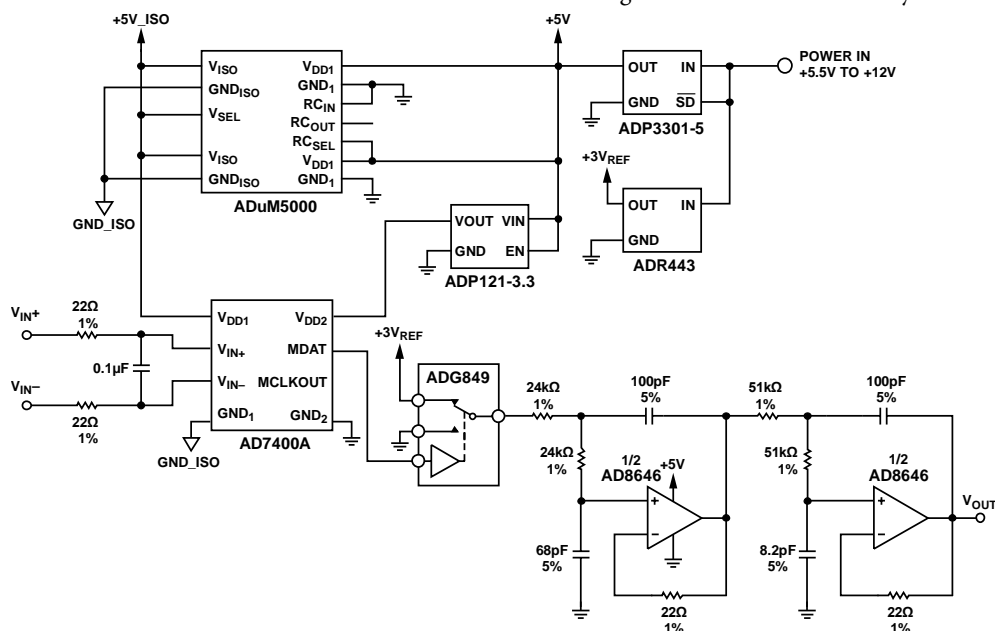 +5V_ISO
+5V
POWER IN
+5.5V TO +12V
VISO
GNDISO
VSEL
VISO
GNDISO
VDD1
GND1
RCIN
RCOUT
RCSEL
VDD1
GND1
ADuM5000
GND_ISO
OUT
IN
GND
SD
ADP3301-5
+3VREF
OUT
IN
GND
ADR443
VOUT
VIN
GND
EN
ADP121-3.3
VIN+
22Ω
1%
0.1µF
VIN–
22Ω
1%
VDD1
VIN+
VIN–
GND1
VDD2
MDAT
MCLKOUT
GND2
AD7400A
GND_ISO
+3VREF
ADG849
24kΩ
1%
100pF
5%
24kΩ
1%
1/2
AD8646
+5V
+
–
68pF
5%
22Ω
1%
51kΩ
1%
100pF
5%
51kΩ
1%
1/2
AD8646
+
–
8.2pF
5%
22Ω
1%
VOUT